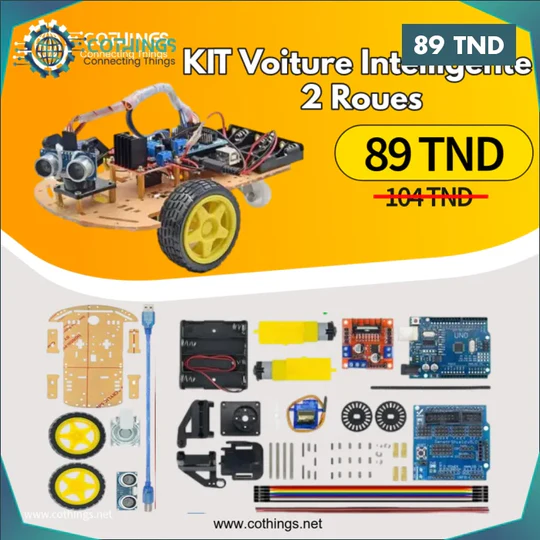 COTHINGS
Connecting Things
89 TND
KIT Voiture Intelligente
2 Roues
89 TND
104 TND
UNO
www.cothings.net
www.cothings.net